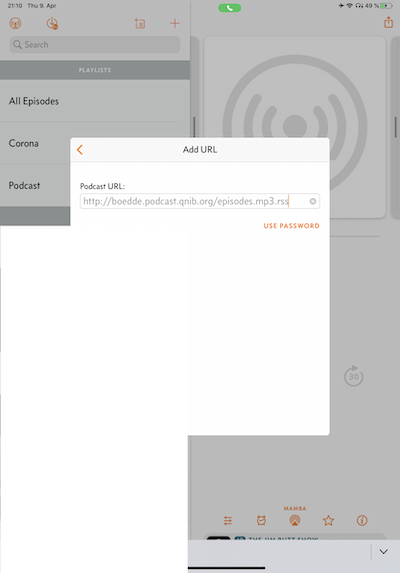 21:10 Thu 9. Apr
49 %
Search
PLAYLISTS
All Episodes
Corona
Podcast
Add URL
Podcast URL:
http://boedde.podcast.qnib.org/episodes.mp3.rss
USE PASSWORD
30
MAMBA
THE JIM RUTT SHOW